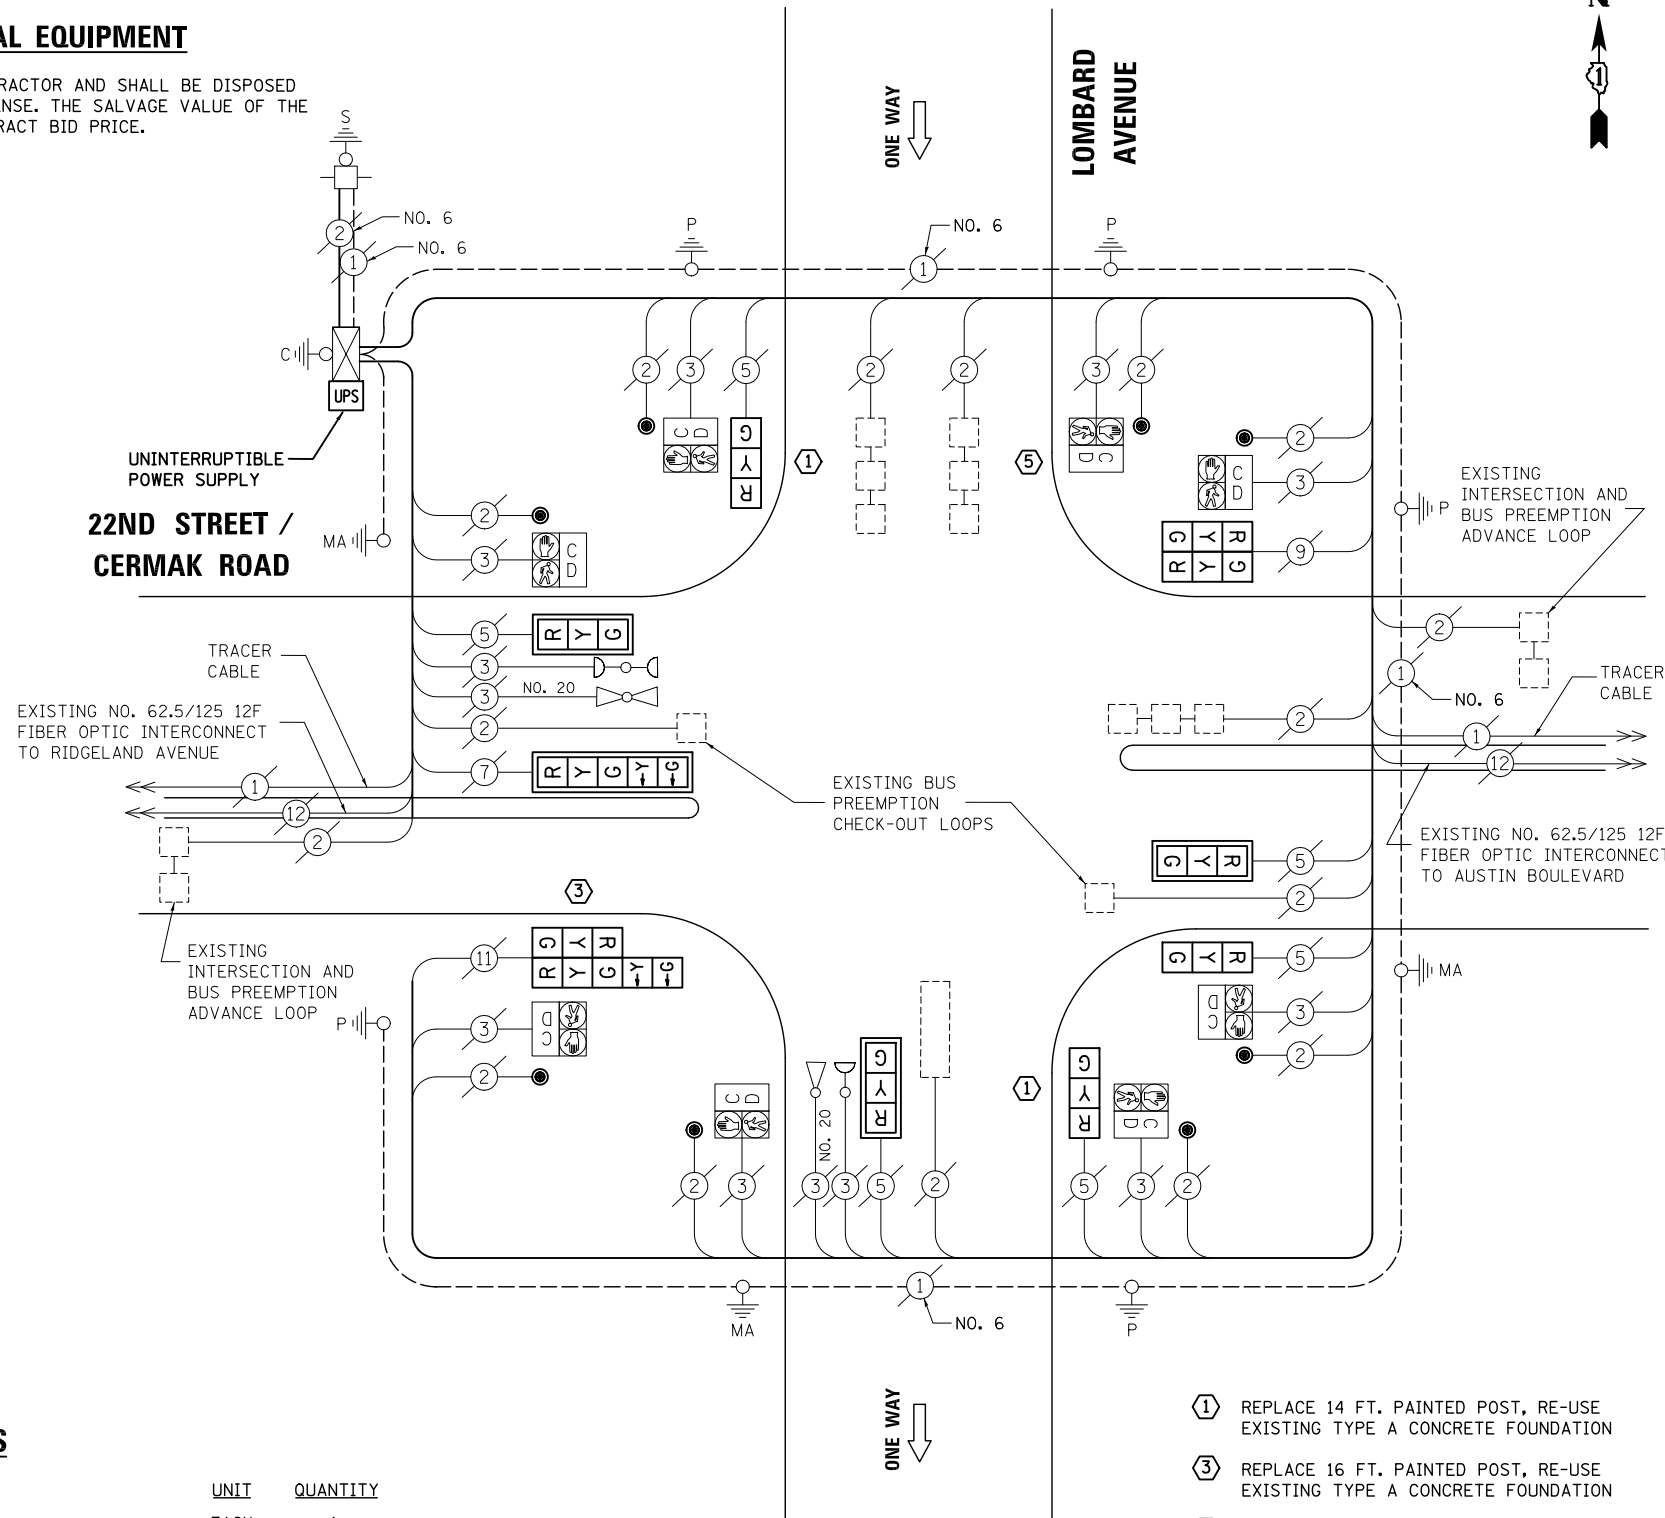 AL EQUIPMENT
RACTOR AND SHALL BE DISPOSED
ENSE. THE SALVAGE VALUE OF THE
RACT BID PRICE.
N
1
ONE WAY
LOMBARD
AVENUE
S
2
NO. 6
1
NO. 6
P
1
NO. 6
P
C
UPS
UNINTERRUPTIBLE
POWER SUPPLY
22ND STREET /
CERMAK ROAD
MA
2
3
5
2
2
3
2
C D
G
Y
R
1
5
C
D
2
3
C
D
2
3
C
D
9
R Y G
G Y R
P
EXISTING
INTERSECTION AND
BUS PREEMPTION
ADVANCE LOOP
5
R Y G
3
3
NO. 20
2
7
R Y G Y G
TRACER
CABLE
EXISTING NO. 62.5/125 12F
FIBER OPTIC INTERCONNECT
TO RIDGELAND AVENUE
1
12
2
2
1
NO. 6
TRACER
CABLE
2
1
12
EXISTING BUS
PREEMPTION
CHECK-OUT LOOPS
R Y G
5
2
EXISTING NO. 62.5/125 12F
FIBER OPTIC INTERCONNECT
TO AUSTIN BOULEVARD
3
EXISTING
INTERSECTION AND
BUS PREEMPTION
ADVANCE LOOP
11
R Y G
R Y G Y G
3
C D
2
P
R Y G
5
C D
3
2
MA
C D
NO. 20
G
Y
R
1
G
Y
R
C
D
2
3
3
3
5
2
5
3
2
MA
1
NO. 6
P
ONE WAY
1 REPLACE 14 FT. PAINTED POST, RE-USE
EXISTING TYPE A CONCRETE FOUNDATION
3 REPLACE 16 FT. PAINTED POST, RE-USE
EXISTING TYPE A CONCRETE FOUNDATION
S
UNIT QUANTITY